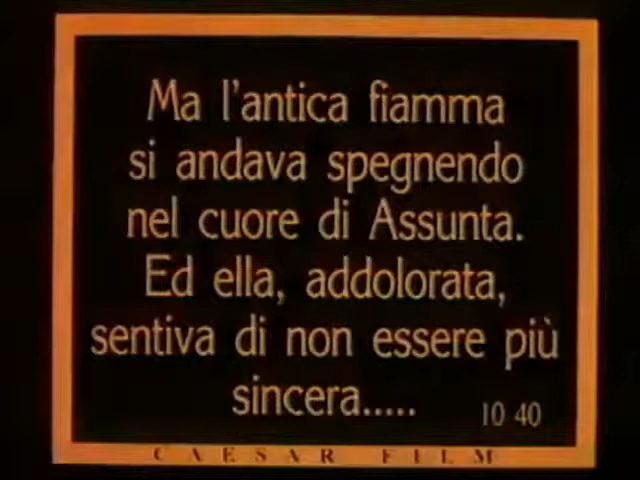 Ma l'antica fiamma
si andava spegnendo
nel cuore di Assunta.
Ed ella, addolorata,
sentiva di non essere più
sincera.....
10 40
CAESAR FILM